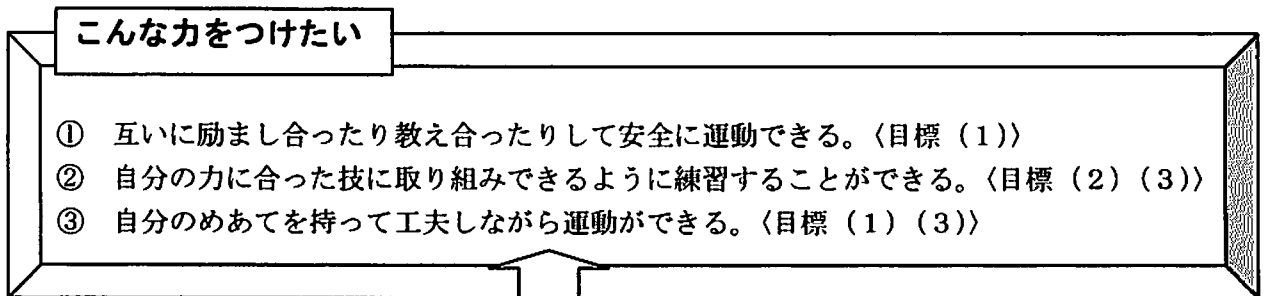 こんな力をつけたい
① 互いに励まし合ったり教え合ったりして安全に運動できる。〈目標（１）〉
② 自分の力に合った技に取り組みできるように練習することができる。〈目標（２）（３）〉
③ 自分のめあてを持って工夫しながら運動ができる。〈目標（１）（３）〉